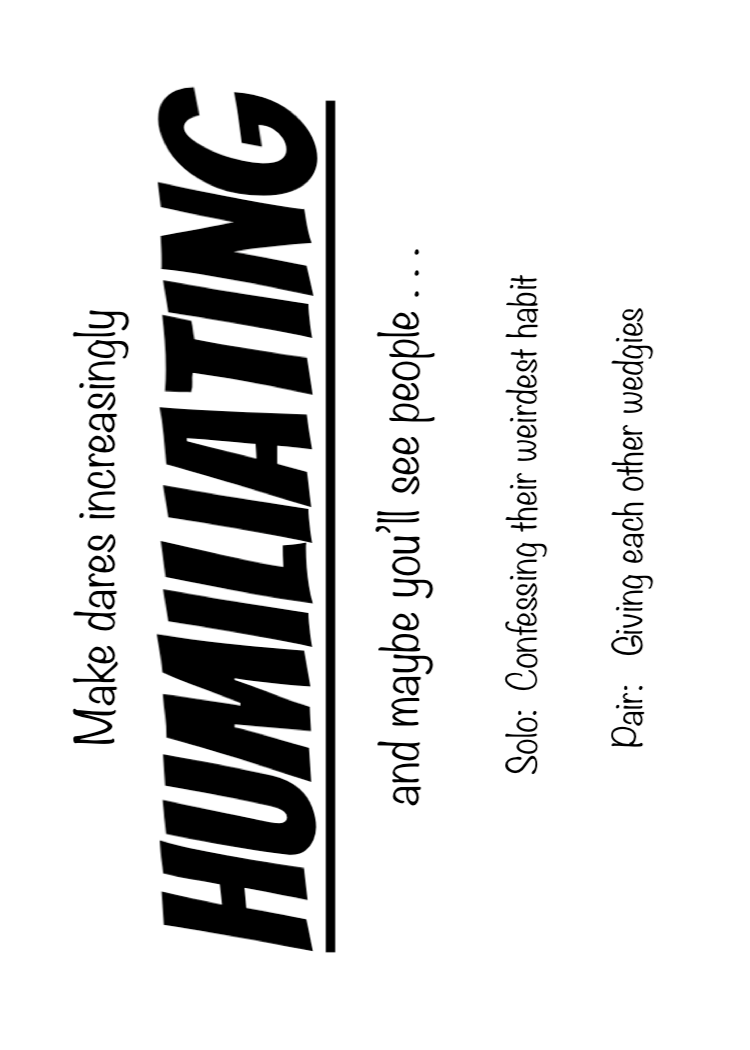 Make dares increasingly
HUMILIATING
and maybe you'll see people . . .
Solo: Confessing their weirdest habit
Pair: Giving each other wedgies